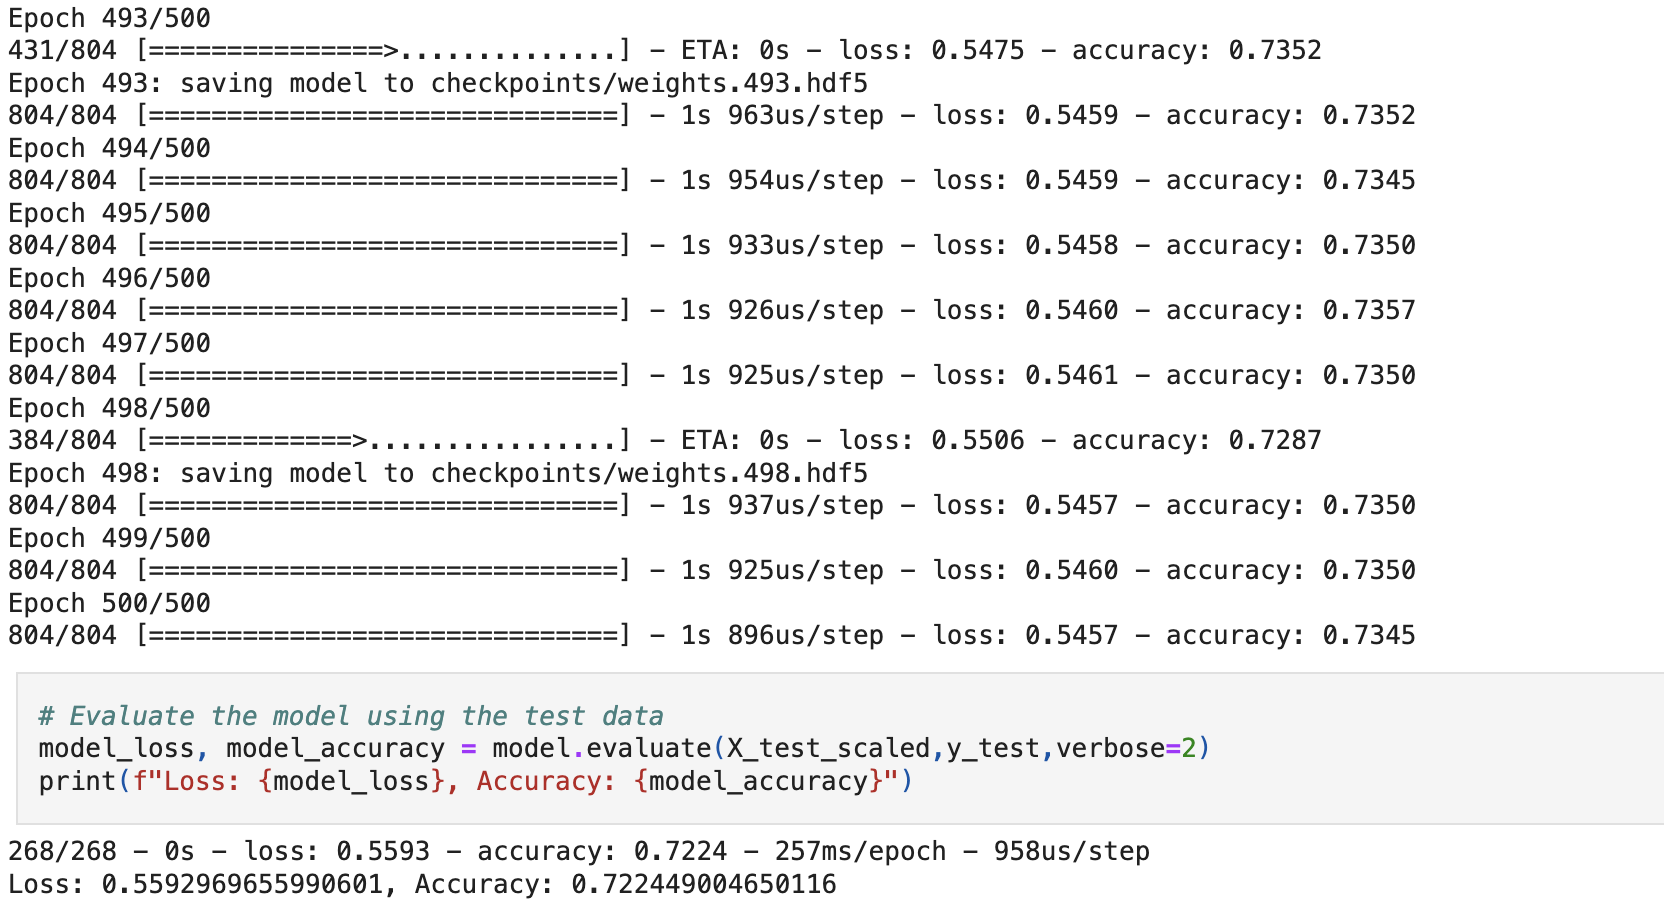 Epoch 493/500
431/804 [===============>..............] - ETA: 0s - loss: 0.5475 - accuracy: 0.7352
Epoch 493: saving model to checkpoints/weights.493.hdf5
804/804 [==============================] - 1s 963us/step - loss: 0.5459 - accuracy: 0.7352
Epoch 494/500
804/804 [==============================] - 1s 954us/step - loss: 0.5459 - accuracy: 0.7345
Epoch 495/500
804/804 [==============================] - 1s 933us/step - loss: 0.5458 - accuracy: 0.7350
Epoch 496/500
804/804 [==============================] - 1s 926us/step - loss: 0.5460 - accuracy: 0.7357
Epoch 497/500
804/804 [==============================] - 1s 925us/step - loss: 0.5461 - accuracy: 0.7350
Epoch 498/500
384/804 [=============>................] - ETA: 0s - loss: 0.5506 - accuracy: 0.7287
Epoch 498: saving model to checkpoints/weights.498.hdf5
804/804 [==============================] - 1s 937us/step - loss: 0.5457 - accuracy: 0.7350
Epoch 499/500
804/804 [==============================] - 1s 925us/step - loss: 0.5460 - accuracy: 0.7350
Epoch 500/500
804/804 [==============================] - 1s 896us/step - loss: 0.5457 - accuracy: 0.7345
# Evaluate the model using the test data
model_loss, model_accuracy = model.evaluate(X_test_scaled,y_test,verbose=2)
print(f"Loss: {model_loss}, Accuracy: {model_accuracy}")
268/268 - 0s - loss: 0.5593 - accuracy: 0.7224 - 257ms/epoch - 958us/step
Loss: 0.5592969655990601, Accuracy: 0.722449004650116